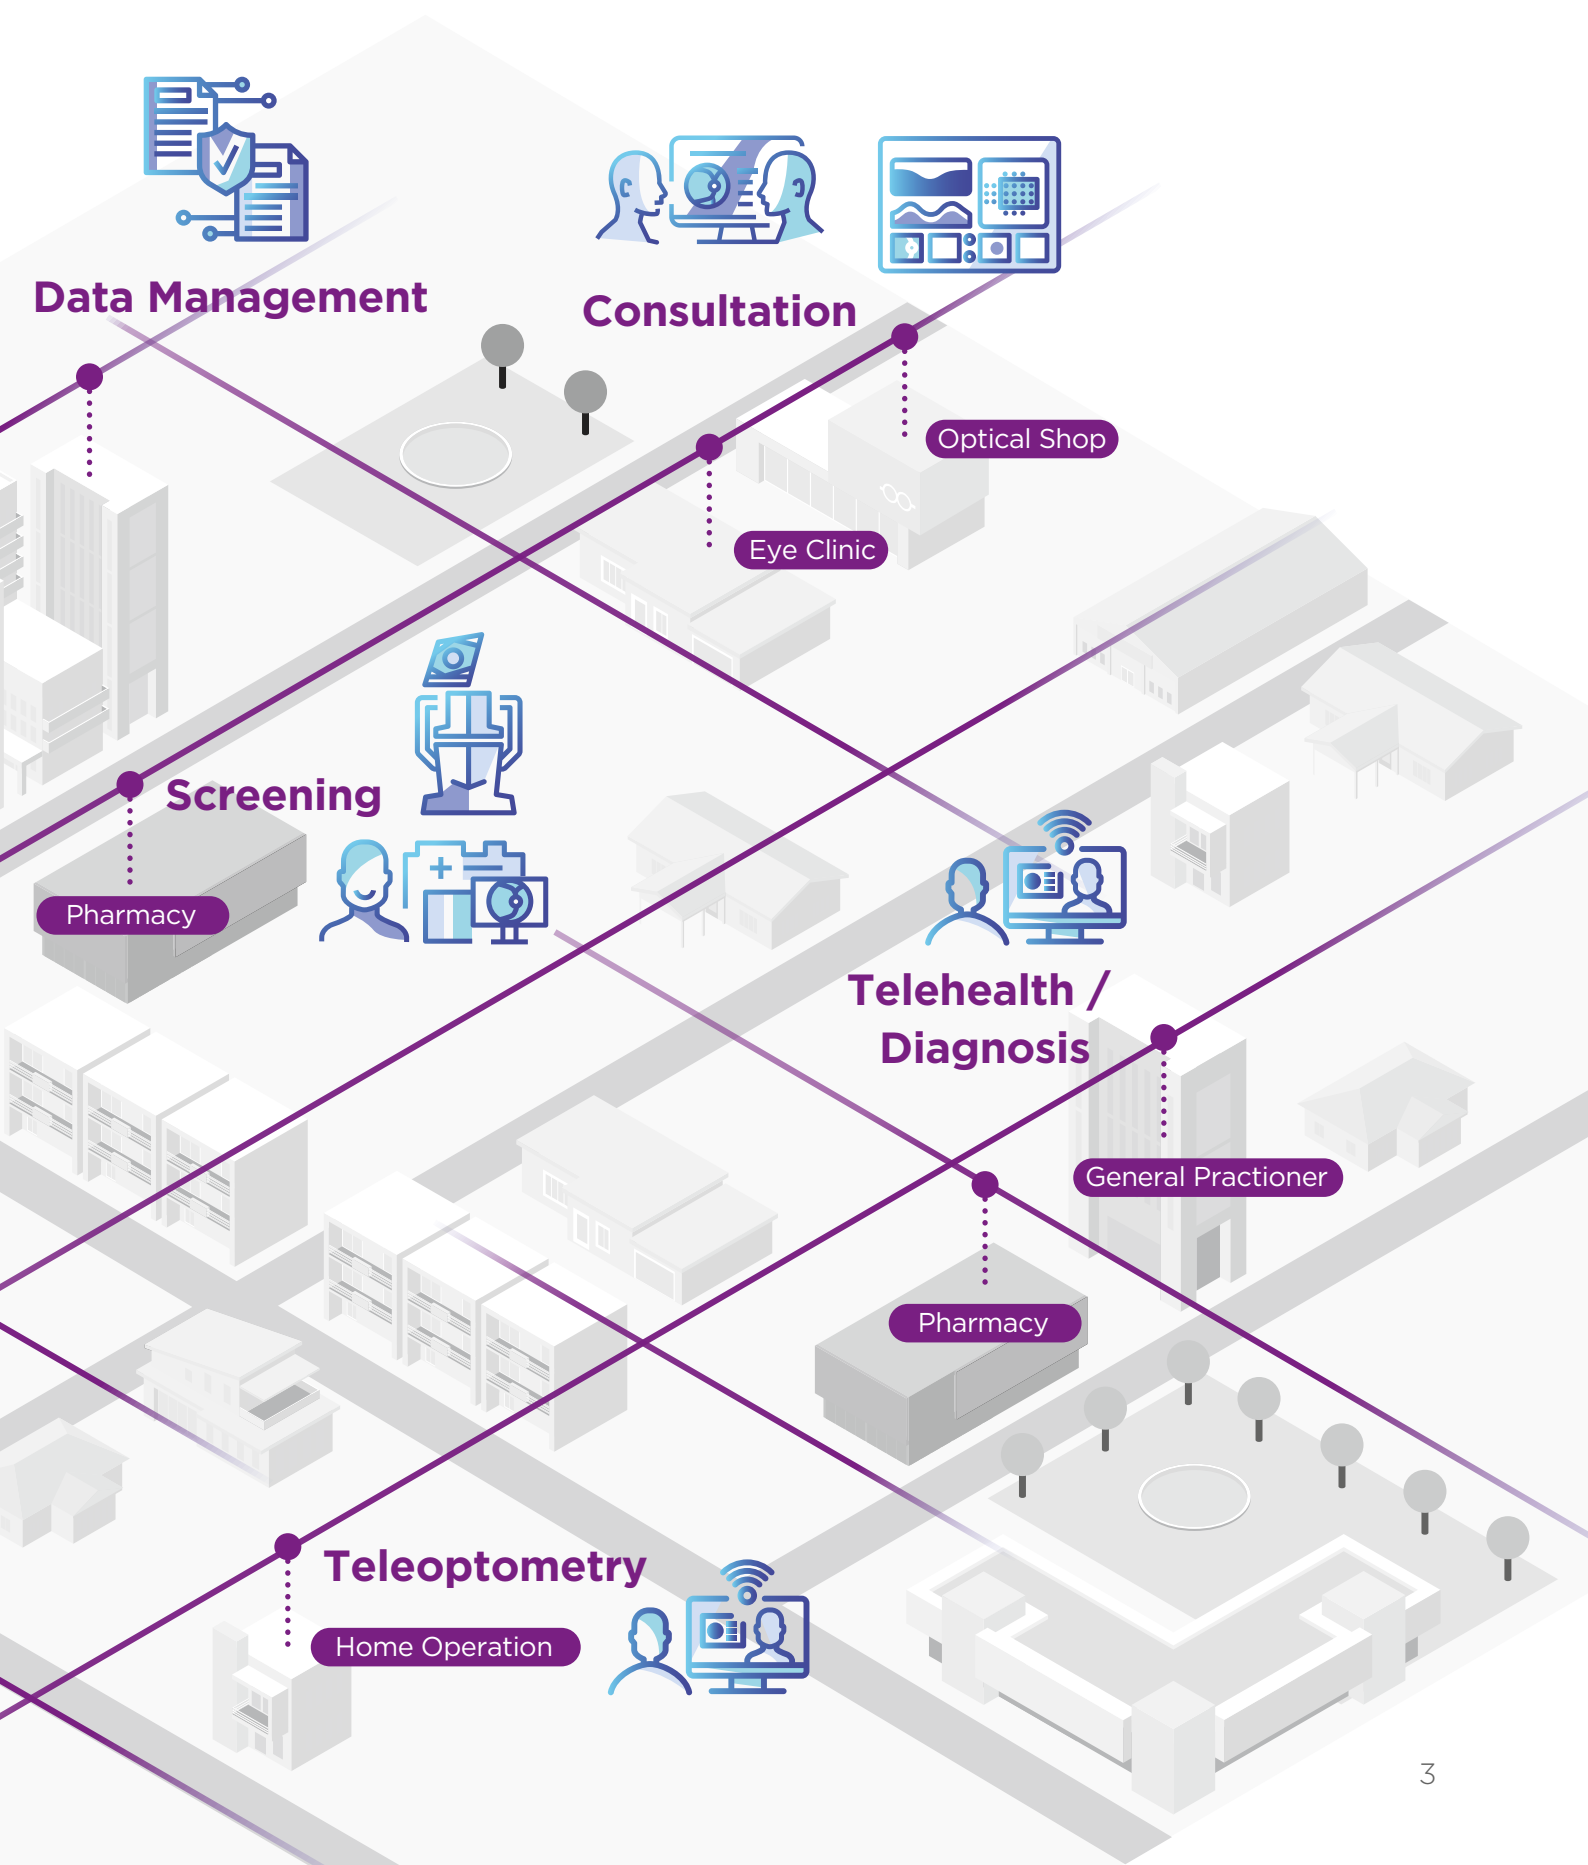 Data Management
Consultation
Optical Shop
Eye Clinic
Screening
Pharmacy
Telehealth /
Diagnosis
General Practioner
Pharmacy
Teleoptometry
Home Operation
3